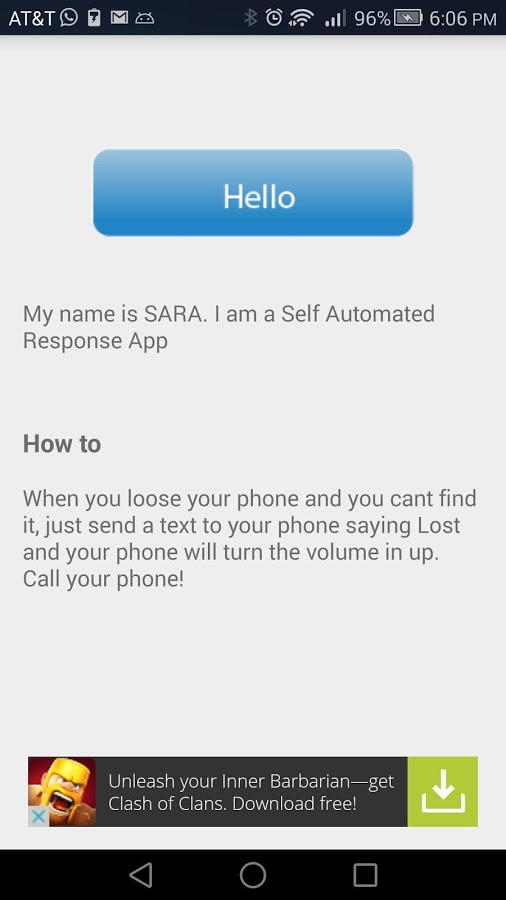 AT&T 96% 6:06 PM
Hello
My name is SARA. I am a Self Automated
Response App
How to
When you loose your phone and you cant find
it, just send a text to your phone saying Lost
and your phone will turn the volume in up.
Call your phone!
Unleash your Inner Barbarian—get
Clash of Clans. Download free!